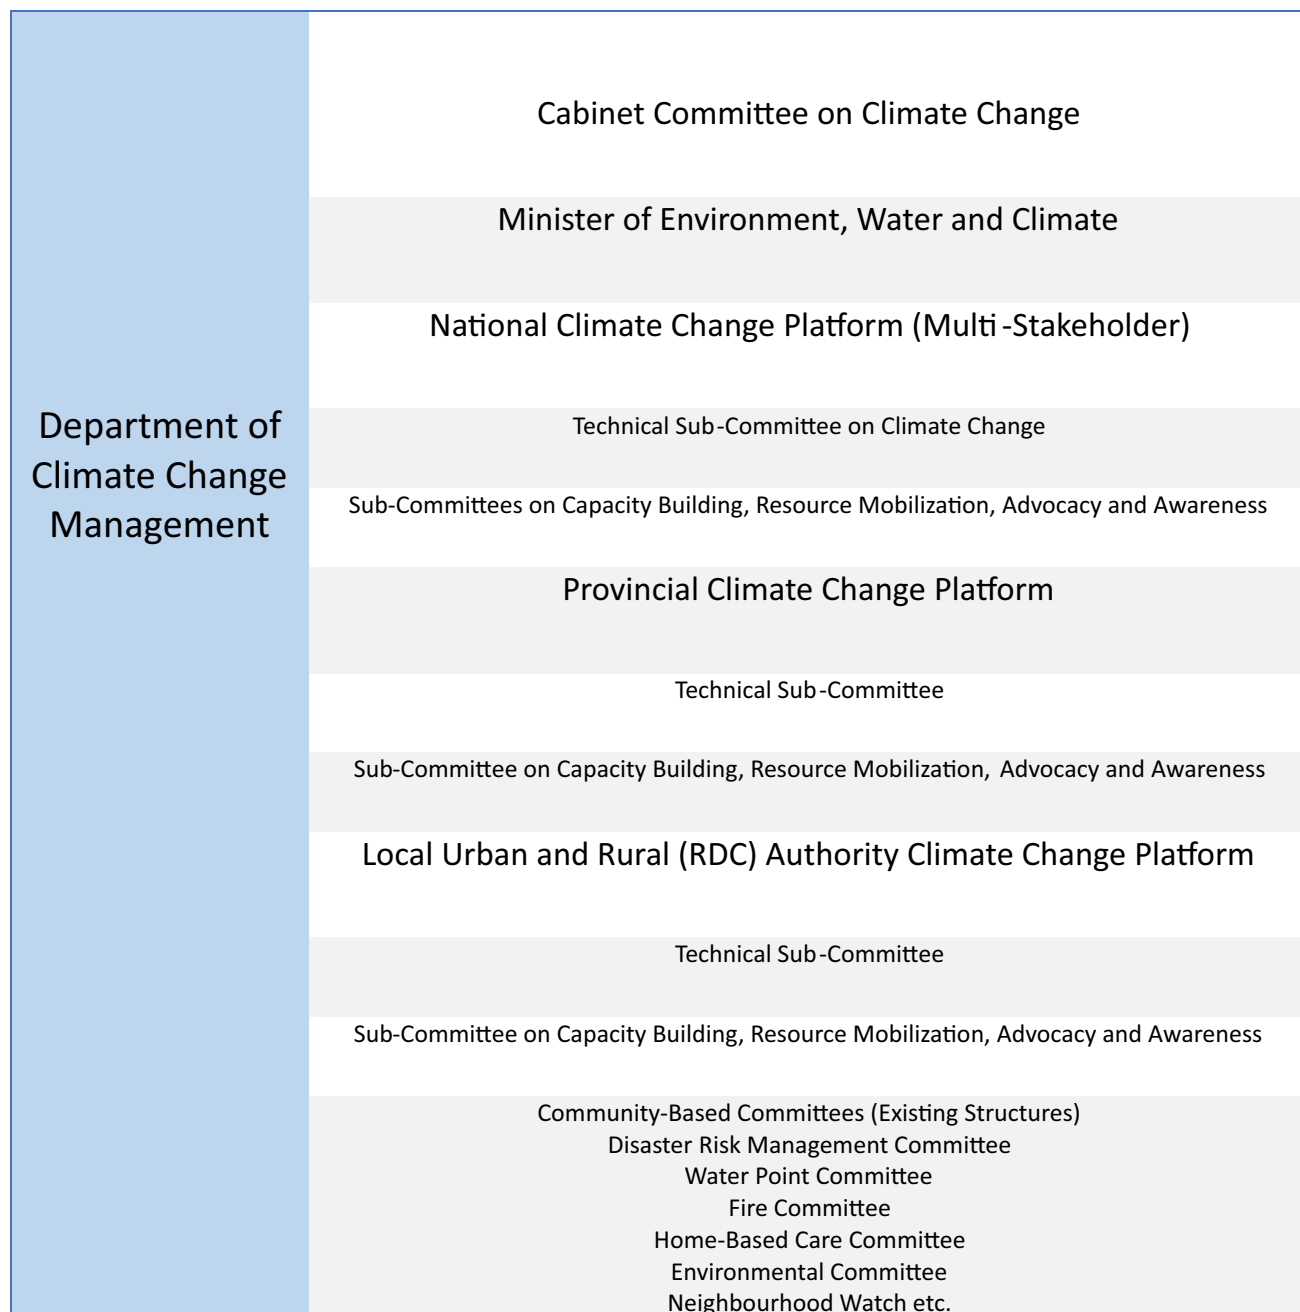 Department of
Climate Change
Management
Cabinet Committee on Climate Change
Minister of Environment, Water and Climate
National Climate Change Platform (Multi-Stakeholder)
Technical Sub-Committee on Climate Change
Sub-Committees on Capacity Building, Resource Mobilization, Advocacy and Awareness
Provincial Climate Change Platform
Technical Sub-Committee
Sub-Committee on Capacity Building, Resource Mobilization, Advocacy and Awareness
Local Urban and Rural (RDC) Authority Climate Change Platform
Technical Sub-Committee
Sub-Committee on Capacity Building, Resource Mobilization, Advocacy and Awareness
Community-Based Committees (Existing Structures)
Disaster Risk Management Committee
Water Point Committee
Fire Committee
Home-Based Care Committee
Environmental Committee
Neighbourhood Watch etc.